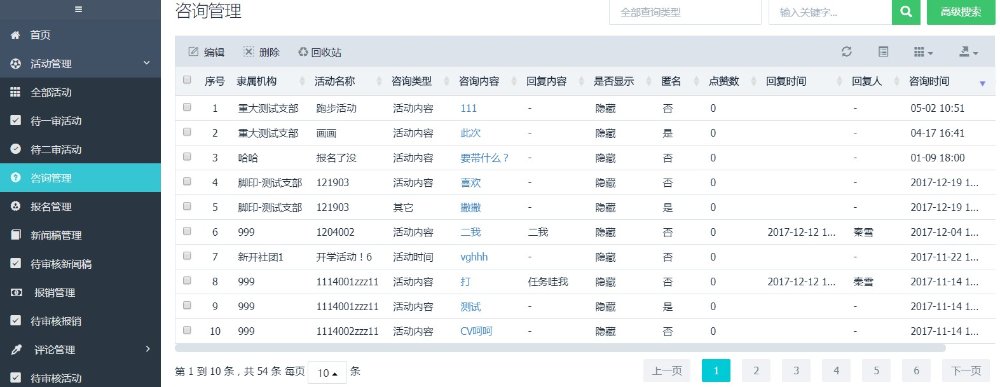 首页
活动管理
全部活动
待一审活动
待二审活动
咨询管理
报名管理
新闻稿管理
待审核新闻稿
报销管理
待审核报销
评论管理
待审核活动
咨询管理
全部查询类型 输入关键字... 高级搜索
编辑 删除 回收站
序号 隶属机构 活动名称 咨询类型 咨询内容 回复内容 是否显示 匿名 点赞数 回复时间 回复人 咨询时间
1 重大测试支部 跑步活动 活动内容 111 - 隐藏 否 0 - 05-02 10:51
2 重大测试支部 画画 活动内容 此次 - 隐藏 是 0 - 04-17 16:41
3 哈哈 报名了没 活动内容 要带什么？ - 隐藏 否 0 - 01-09 18:00
4 脚印-测试支部 121903 活动内容 喜欢 - 隐藏 否 0 - 2017-12-19 1...
5 脚印-测试支部 121903 其它 撒撒 - 隐藏 是 0 - 2017-12-19 1...
6 999 1204002 活动内容 二我 二我 隐藏 否 0 2017-12-12 1... 秦雪 2017-12-04 1...
7 新开社团1 开学活动！6 活动时间 vghhh - 隐藏 否 0 - 2017-11-22 1...
8 999 1114001zzz11 活动内容 打 任务哇我 隐藏 否 0 2017-12-12 1... 秦雪 2017-11-14 1...
9 999 1114001zzz11 活动内容 测试 - 隐藏 是 0 - 2017-11-14 1...
10 999 1114002zzz11 活动内容 CV呵呵 - 隐藏 否 0 - 2017-11-14 1...
第 1 到 10 条，共 54 条 每页 10 条 上一页 1 2 3 4 5 6 下一页